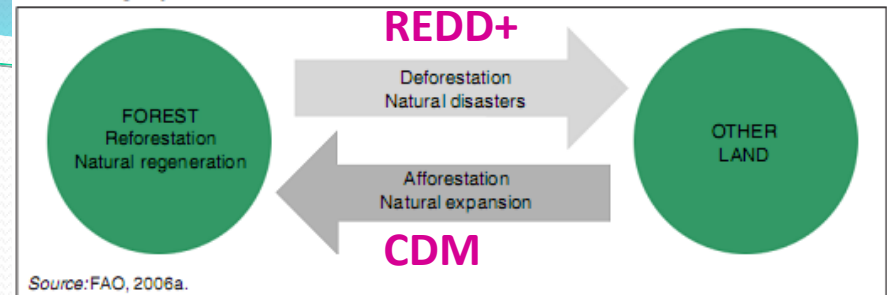 REDD+
Deforestation
Natural disasters
FOREST
Reforestation
Natural regeneration
OTHER
LAND
Afforestation
Natural expansion
CDM
Source: FAO, 2006a.